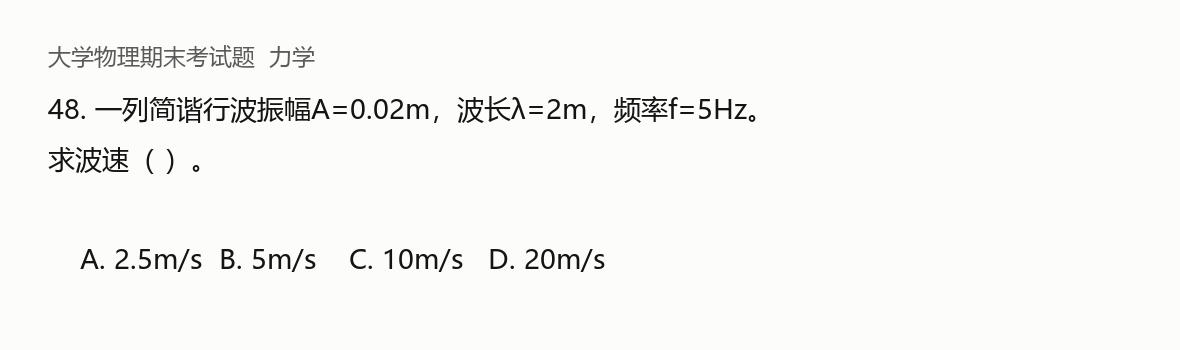 大学物理期末考试题 力学
48. 一列简谐行波振幅A=0.02m，波长λ=2m，频率f=5Hz。
求波速（ ）。
A. 2.5m/s B. 5m/s C. 10m/s D. 20m/s